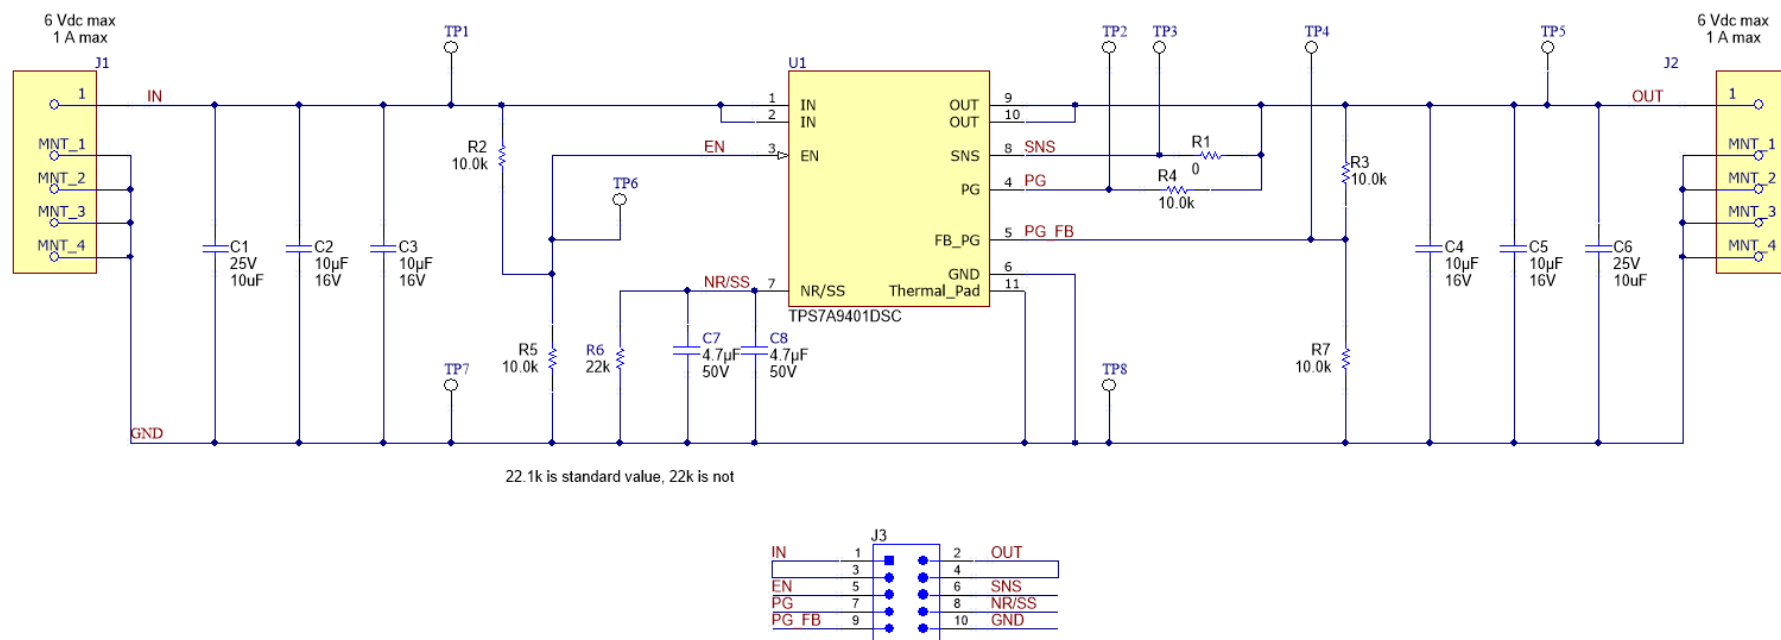 6 Vdc max
1 A max
J1
1
IN
MNT_1
MNT_2
MNT_3
MNT_4
GND
C1
25V
10uF
C2
10µF
16V
C3
10µF
16V
TP1
R2
10.0k
EN
TP6
R5
10.0k
R6
22k
NR/SS
C7
4.7µF
50V
C8
4.7µF
50V
TP7
U1
1 IN
2 IN
3 EN
7 NR/SS
OUT 9
OUT 10
SNS 8
PG 4
FB_PG 5
GND 6
Thermal_Pad 11
TPS7A9401DSC
SNS
PG
PG_FB
TP2
TP3
TP4
TP5
R1
0
R4
10.0k
R3
10.0k
R7
10.0k
TP8
C4
10µF
16V
C5
10µF
16V
C6
25V
10uF
OUT
6 Vdc max
1 A max
J2
1
MNT_1
MNT_2
MNT_3
MNT_4
22.1k is standard value, 22k is not
J3
IN 1 2 OUT
3 4
EN 5 6 SNS
PG 7 8 NR/SS
PG_FB 9 10 GND